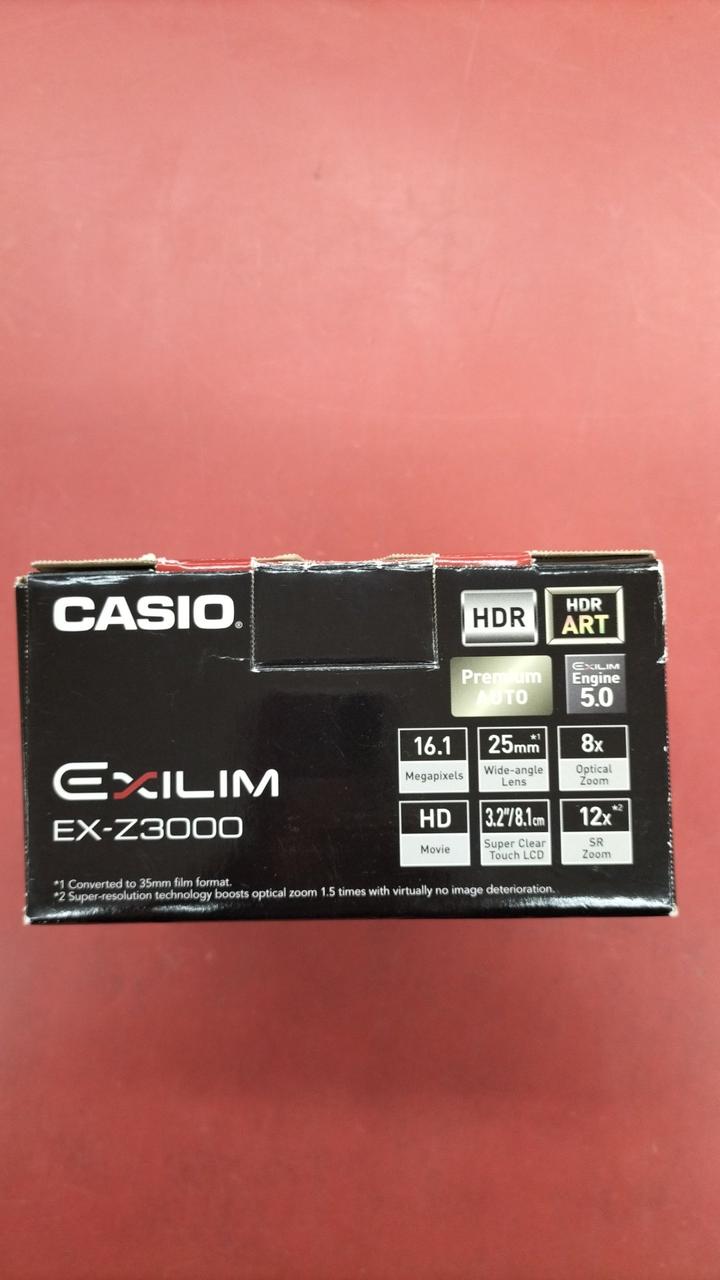 CASIO®
HDR
HDR
ART
Premium
AUTO
EXILIM
Engine
5.0
16.1
Megapixels
25mm*1
Wide-angle
Lens
8x
Optical
Zoom
EXILIM
EX-Z3000
HD
Movie
3.2"/8.1cm
Super Clear
Touch LCD
12x*2
SR
Zoom
*1 Converted to 35mm film format.
*2 Super-resolution technology boosts optical zoom 1.5 times with virtually no image deterioration.